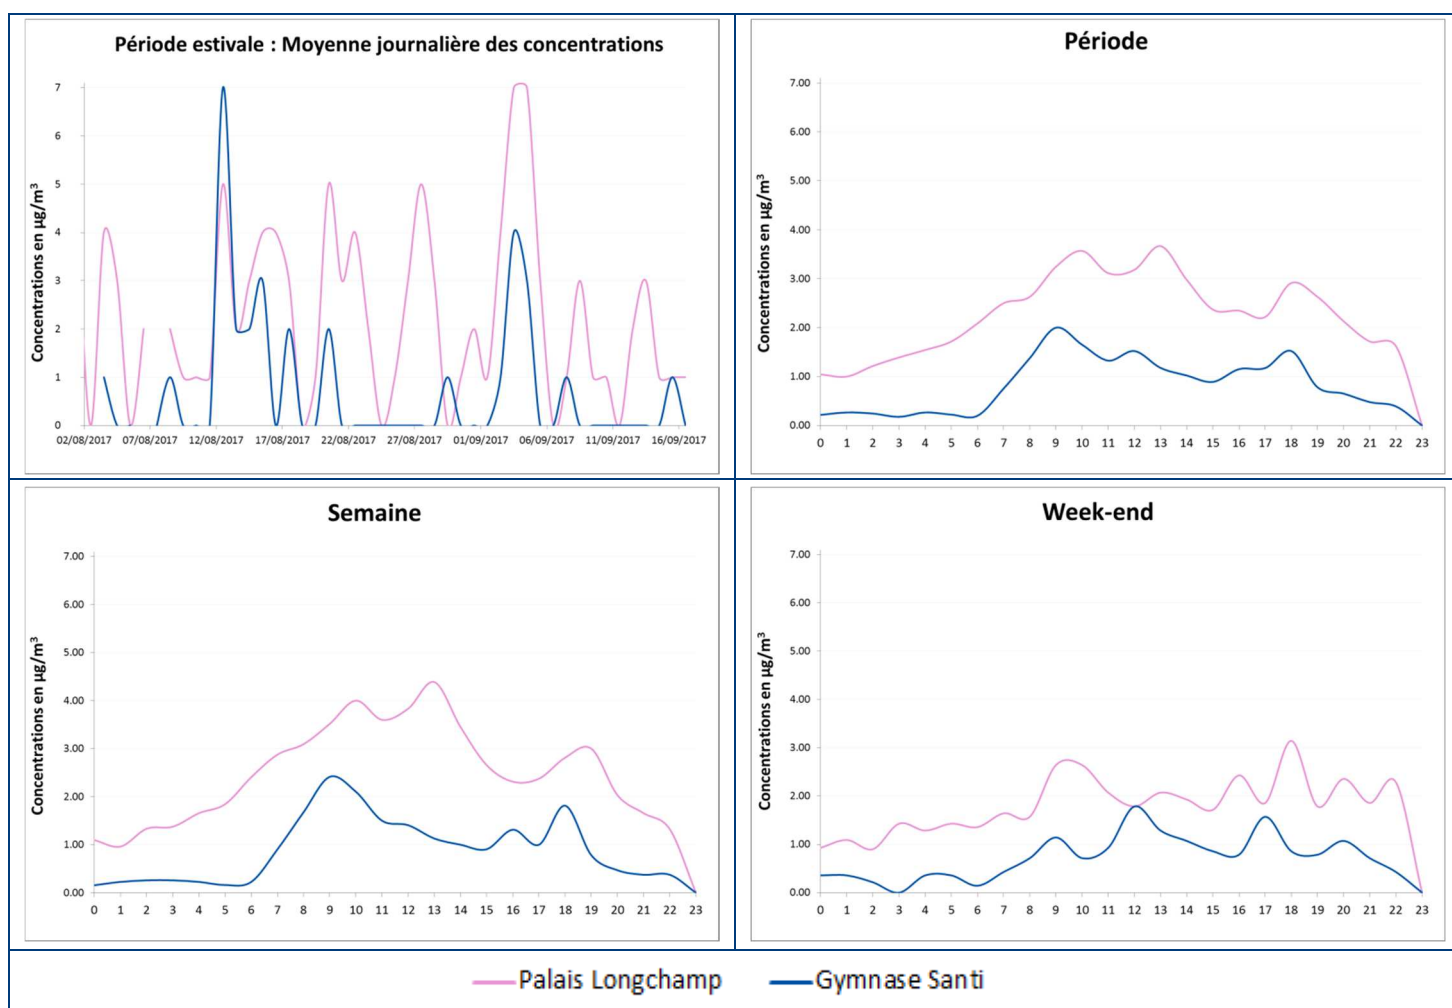 Période estivale : Moyenne journalière des concentrations
Concentrations en µg/m³
7
6
5
4
3
2
1
0
02/08/2017 07/08/2017 12/08/2017 17/08/2017 22/08/2017 27/08/2017 01/09/2017 06/09/2017 11/09/2017 16/09/2017
Période
Concentrations en µg/m³
7.00
6.00
5.00
4.00
3.00
2.00
1.00
0.00
0 1 2 3 4 5 6 7 8 9 10 11 12 13 14 15 16 17 18 19 20 21 22 23
Semaine
Concentrations en µg/m³
7.00
6.00
5.00
4.00
3.00
2.00
1.00
0.00
0 1 2 3 4 5 6 7 8 9 10 11 12 13 14 15 16 17 18 19 20 21 22 23
Week-end
Concentrations en µg/m³
7.00
6.00
5.00
4.00
3.00
2.00
1.00
0.00
0 1 2 3 4 5 6 7 8 9 10 11 12 13 14 15 16 17 18 19 20 21 22 23
Palais Longchamp Gymnase Santi